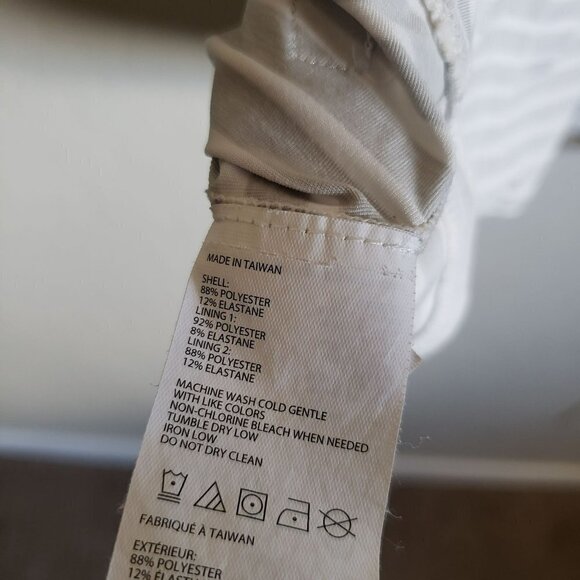 MADE IN TAIWAN
SHELL:
88% POLYESTER
12% ELASTANE
LINING 1:
92% POLYESTER
8% ELASTANE
LINING 2:
88% POLYESTER
12% ELASTANE
MACHINE WASH COLD GENTLE
WITH LIKE COLORS
NON-CHLORINE BLEACH WHEN NEEDED
TUMBLE DRY LOW
IRON LOW
DO NOT DRY CLEAN
FABRIQUÉ À TAIWAN
EXTÉRIEUR:
88% POLYESTER
12%